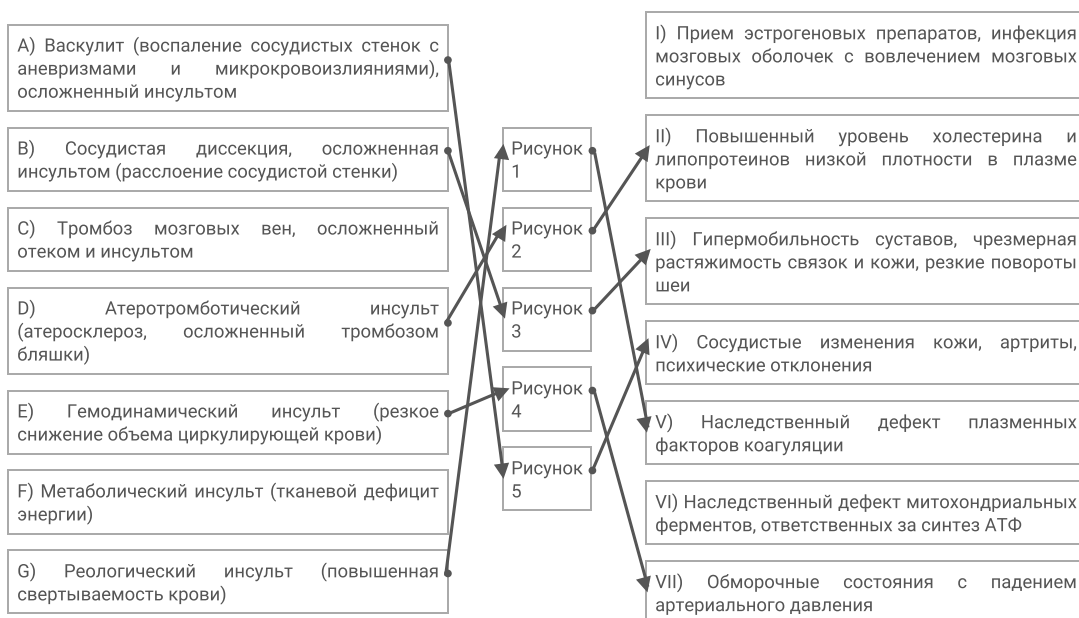 A) Васкулит (воспаление сосудистых стенок с
аневризмами и микрокровоизлияниями),
осложненный инсультом
B) Сосудистая диссекция, осложненная
инсультом (расслоение сосудистой стенки)
C) Тромбоз мозговых вен, осложненный
отеком и инсультом
D) Атеротромботический инсульт
(атеросклероз, осложненный тромбозом
бляшки)
E) Гемодинамический инсульт (резкое
снижение объема циркулирующей крови)
F) Метаболический инсульт (тканевой дефицит
энергии)
G) Реологический инсульт (повышенная
свертываемость крови)
Рисунок
1
Рисунок
2
Рисунок
3
Рисунок
4
Рисунок
5
I) Прием эстрогеновых препаратов, инфекция
мозговых оболочек с вовлечением мозговых
синусов
II) Повышенный уровень холестерина и
липопротеинов низкой плотности в плазме
крови
III) Гипермобильность суставов, чрезмерная
растяжимость связок и кожи, резкие повороты
шеи
IV) Сосудистые изменения кожи, артриты,
психические отклонения
V) Наследственный дефект плазменных
факторов коагуляции
VI) Наследственный дефект митохондриальных
ферментов, ответственных за синтез АТФ
VII) Обморочные состояния с падением
артериального давления